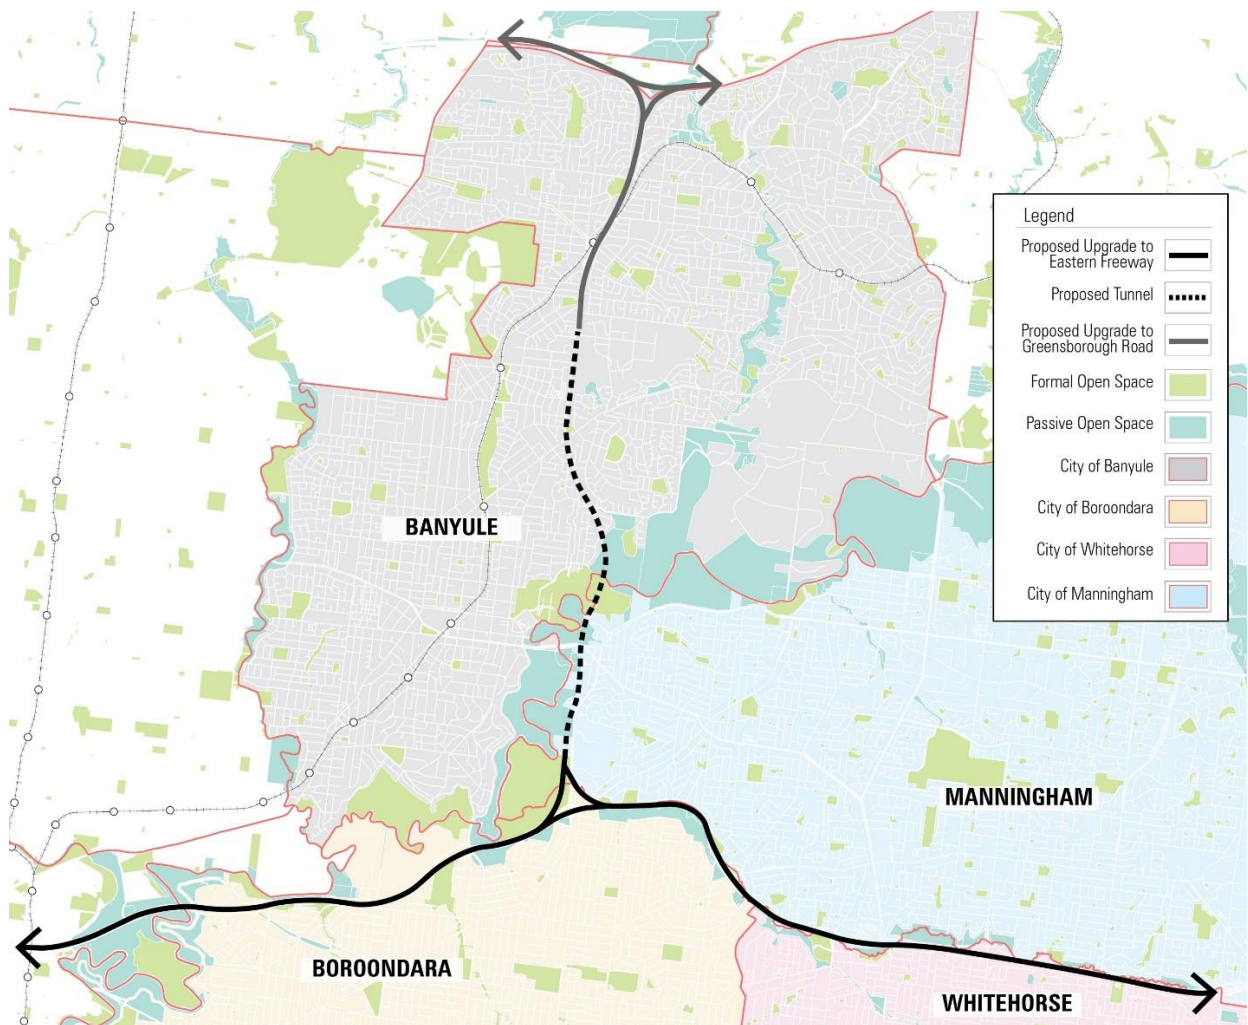 Legend
Proposed Upgrade to
Eastern Freeway
Proposed Tunnel
Proposed Upgrade to
Greensborough Road
Formal Open Space
Passive Open Space
City of Banyule
City of Boroondara
City of Whitehorse
City of Manningham
BANYULE
MANNINGHAM
BOROONDARA
WHITEHORSE